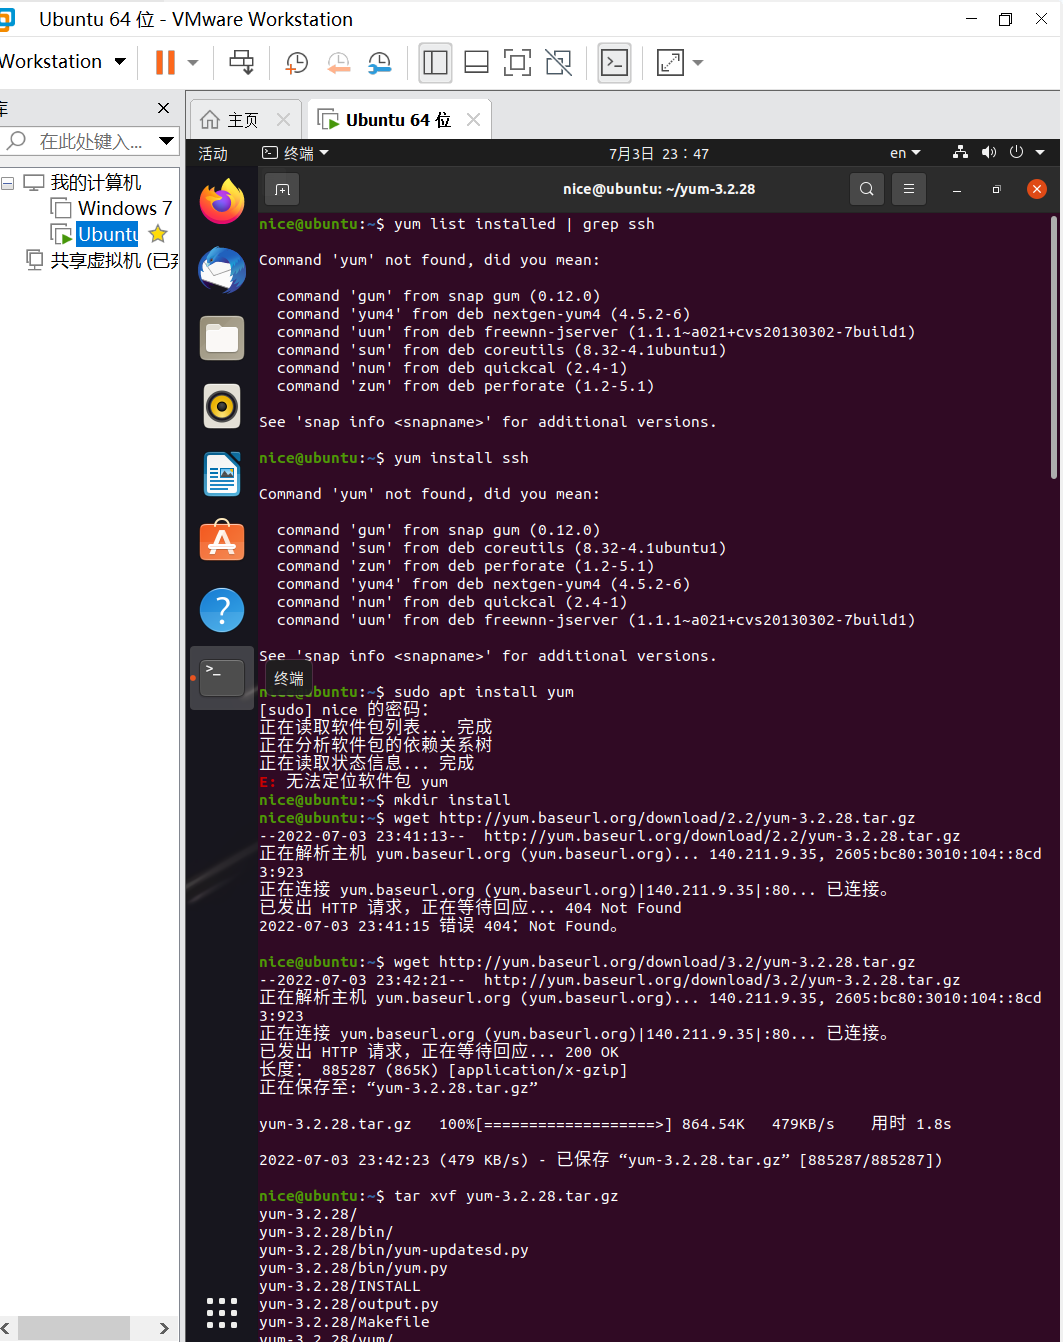 Ubuntu 64 位 - VMware Workstation
Workstation
主页
Ubuntu 64 位
在此处键入...
我的计算机
Windows 7
Ubuntu
共享虚拟机
活动
终端
7月3日 23：47
en
nice@ubuntu: ~/yum-3.2.28
nice@ubuntu:~$ yum list installed | grep ssh
Command 'yum' not found, did you mean:
command 'gum' from snap gum (0.12.0)
command 'yum4' from deb nextgen-yum4 (4.5.2-6)
command 'uum' from deb freewnn-jserver (1.1.1~a021+cvs20130302-7build1)
command 'sum' from deb coreutils (8.32-4.1ubuntu1)
command 'num' from deb quickcal (2.4-1)
command 'zum' from deb perforate (1.2-5.1)
See 'snap info <snapname>' for additional versions.
nice@ubuntu:~$ yum install ssh
Command 'yum' not found, did you mean:
command 'gum' from snap gum (0.12.0)
command 'sum' from deb coreutils (8.32-4.1ubuntu1)
command 'zum' from deb perforate (1.2-5.1)
command 'yum4' from deb nextgen-yum4 (4.5.2-6)
command 'num' from deb quickcal (2.4-1)
command 'uum' from deb freewnn-jserver (1.1.1~a021+cvs20130302-7build1)
See 'snap info <snapname>' for additional versions.
终端
nice@ubuntu:~$ sudo apt install yum
[sudo] nice 的密码：
正在读取软件包列表... 完成
正在分析软件包的依赖关系树
正在读取状态信息... 完成
E: 无法定位软件包 yum
nice@ubuntu:~$ mkdir install
nice@ubuntu:~$ wget http://yum.baseurl.org/download/2.2/yum-3.2.28.tar.gz
--2022-07-03 23:41:13--  http://yum.baseurl.org/download/2.2/yum-3.2.28.tar.gz
正在解析主机 yum.baseurl.org (yum.baseurl.org)... 140.211.9.35, 2605:bc80:3010:104::8cd
3:923
正在连接 yum.baseurl.org (yum.baseurl.org)|140.211.9.35|:80... 已连接。
已发出 HTTP 请求，正在等待回应... 404 Not Found
2022-07-03 23:41:15 错误 404：Not Found。
nice@ubuntu:~$ wget http://yum.baseurl.org/download/3.2/yum-3.2.28.tar.gz
--2022-07-03 23:42:21--  http://yum.baseurl.org/download/3.2/yum-3.2.28.tar.gz
正在解析主机 yum.baseurl.org (yum.baseurl.org)... 140.211.9.35, 2605:bc80:3010:104::8cd
3:923
正在连接 yum.baseurl.org (yum.baseurl.org)|140.211.9.35|:80... 已连接。
已发出 HTTP 请求，正在等待回应... 200 OK
长度： 885287 (865K) [application/x-gzip]
正在保存至: “yum-3.2.28.tar.gz”
yum-3.2.28.tar.gz   100%[===================>] 864.54K   479KB/s    用时 1.8s
2022-07-03 23:42:23 (479 KB/s) - 已保存 “yum-3.2.28.tar.gz” [885287/885287])
nice@ubuntu:~$ tar xvf yum-3.2.28.tar.gz
yum-3.2.28/
yum-3.2.28/bin/
yum-3.2.28/bin/yum-updatesd.py
yum-3.2.28/bin/yum.py
yum-3.2.28/INSTALL
yum-3.2.28/output.py
yum-3.2.28/Makefile
yum-3.2.28/yum/